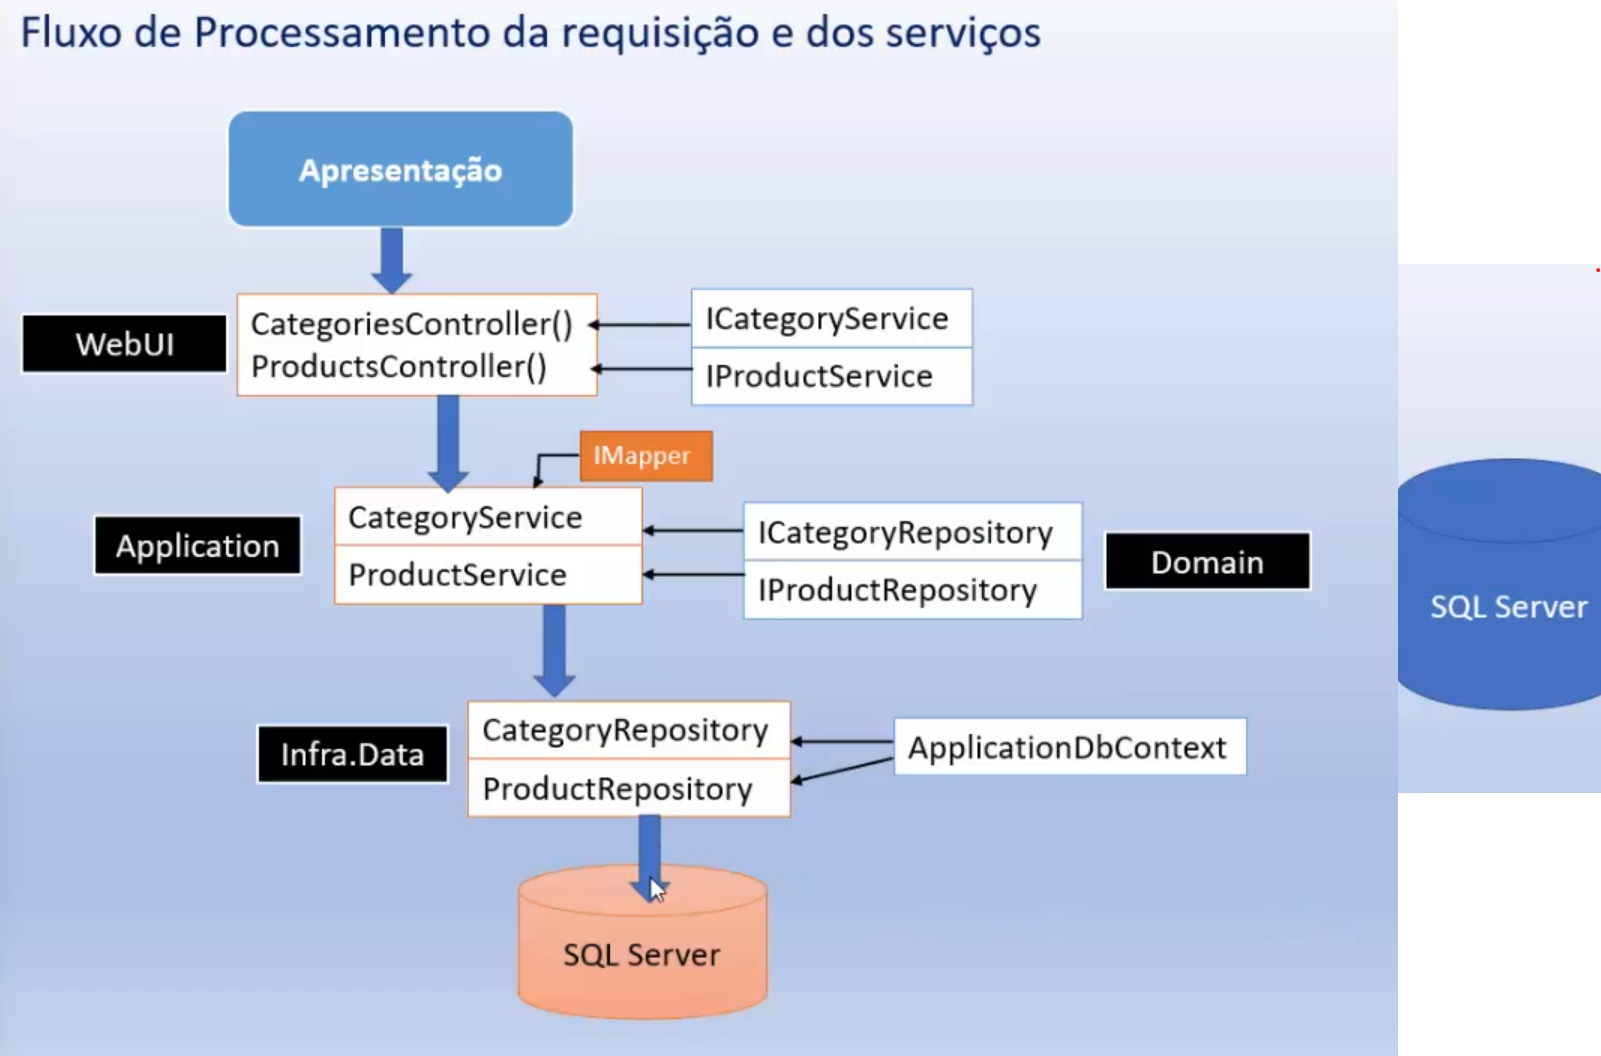 Fluxo de Processamento da requisição e dos serviços
Apresentação
WebUI
CategoriesController()
ProductsController()
ICategoryService
IProductService
IMapper
Application
CategoryService
ProductService
ICategoryRepository
IProductRepository
Domain
SQL Server
Infra.Data
CategoryRepository
ProductRepository
ApplicationDbContext
SQL Server